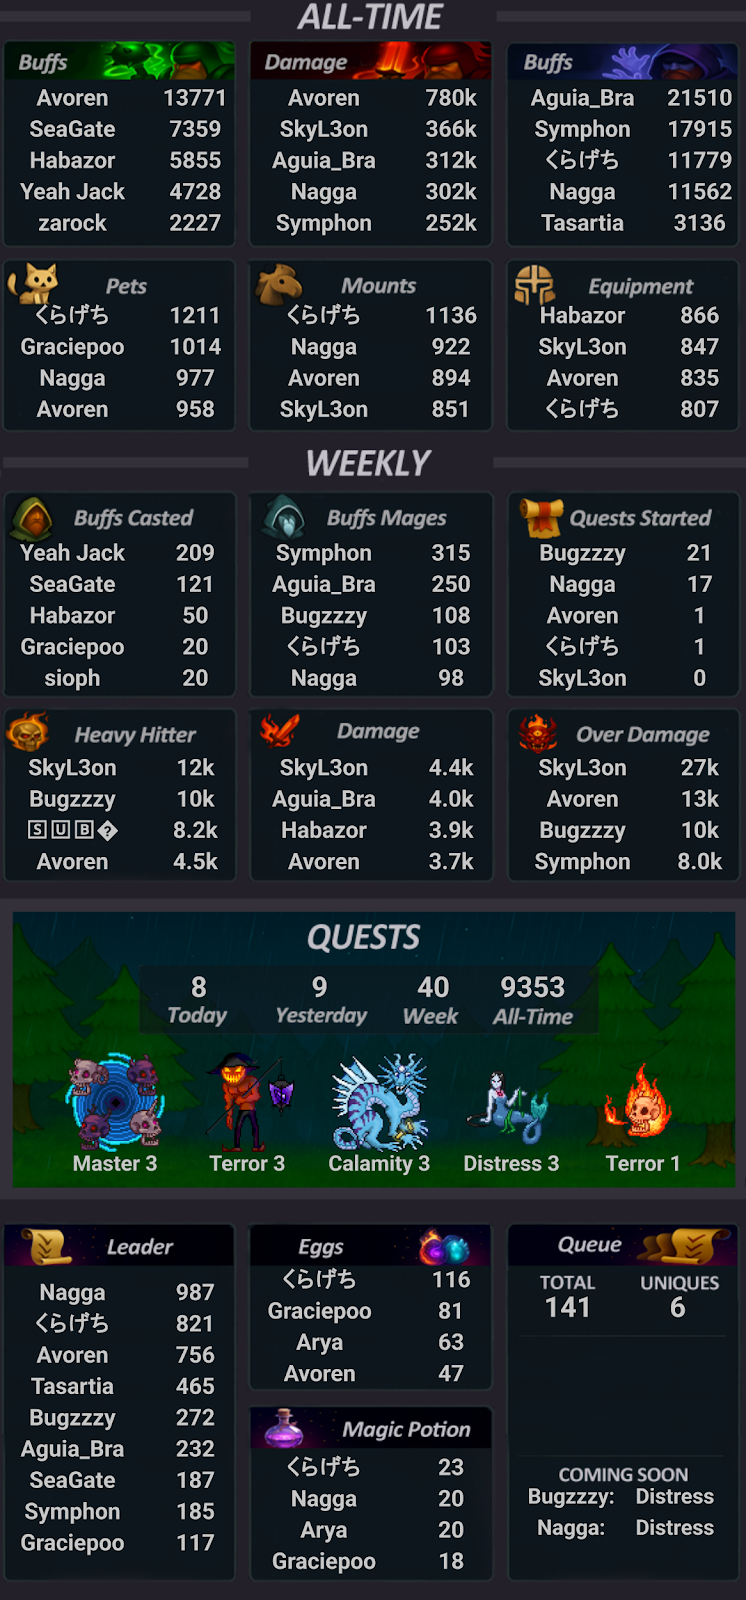 ALL-TIME
Buffs
Avoren 13771
SeaGate 7359
Habazor 5855
Yeah Jack 4728
zarock 2227
Damage
Avoren 780k
SkyL3on 366k
Aguia_Bra 312k
Nagga 302k
Symphon 252k
Buffs
Aguia_Bra 21510
Symphon 17915
くらげち 11779
Nagga 11562
Tasartia 3136
Pets
くらげち 1211
Graciepoo 1014
Nagga 977
Avoren 958
Mounts
くらげち 1136
Nagga 922
Avoren 894
SkyL3on 851
Equipment
Habazor 866
SkyL3on 847
Avoren 835
くらげち 807
WEEKLY
Buffs Casted
Yeah Jack 209
SeaGate 121
Habazor 50
Graciepoo 20
sioph 20
Buffs Mages
Symphon 315
Aguia_Bra 250
Bugzzzy 108
くらげち 103
Nagga 98
Quests Started
Bugzzzy 21
Nagga 17
Avoren 1
くらげち 1
SkyL3on 0
Heavy Hitter
SkyL3on 12k
Bugzzzy 10k
🅂🅄🄱� 8.2k
Avoren 4.5k
Damage
SkyL3on 4.4k
Aguia_Bra 4.0k
Habazor 3.9k
Avoren 3.7k
Over Damage
SkyL3on 27k
Avoren 13k
Bugzzzy 10k
Symphon 8.0k
QUESTS
8 9 40 9353
Today Yesterday Week All-Time
Master 3 Terror 3 Calamity 3 Distress 3 Terror 1
Leader
Nagga 987
くらげち 821
Avoren 756
Tasartia 465
Bugzzzy 272
Aguia_Bra 232
SeaGate 187
Symphon 185
Graciepoo 117
Eggs
くらげち 116
Graciepoo 81
Arya 63
Avoren 47
Magic Potion
くらげち 23
Nagga 20
Arya 20
Graciepoo 18
Queue
TOTAL UNIQUES
141 6
COMING SOON
Bugzzzy: Distress
Nagga: Distress